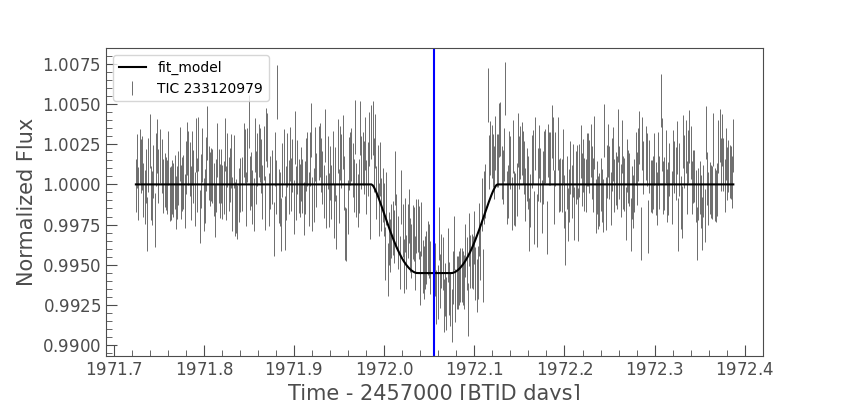 fit_model
TIC 233120979
Normalized Flux
1.0075
1.0050
1.0025
1.0000
0.9975
0.9950
0.9925
0.9900
1971.7 1971.8 1971.9 1972.0 1972.1 1972.2 1972.3 1972.4
Time - 2457000 [BTJD days]